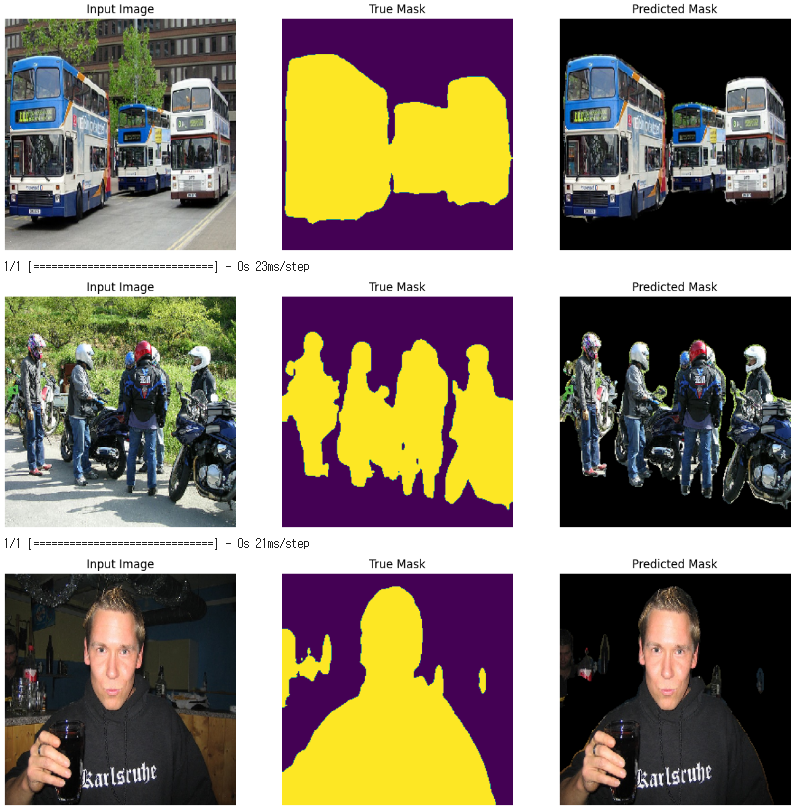 Input Image True Mask Predicted Mask
1/1 [==============================] - 0s 23ms/step
Input Image True Mask Predicted Mask
1/1 [==============================] - 0s 21ms/step
Input Image True Mask Predicted Mask
Karlsruhe Karlsruhe